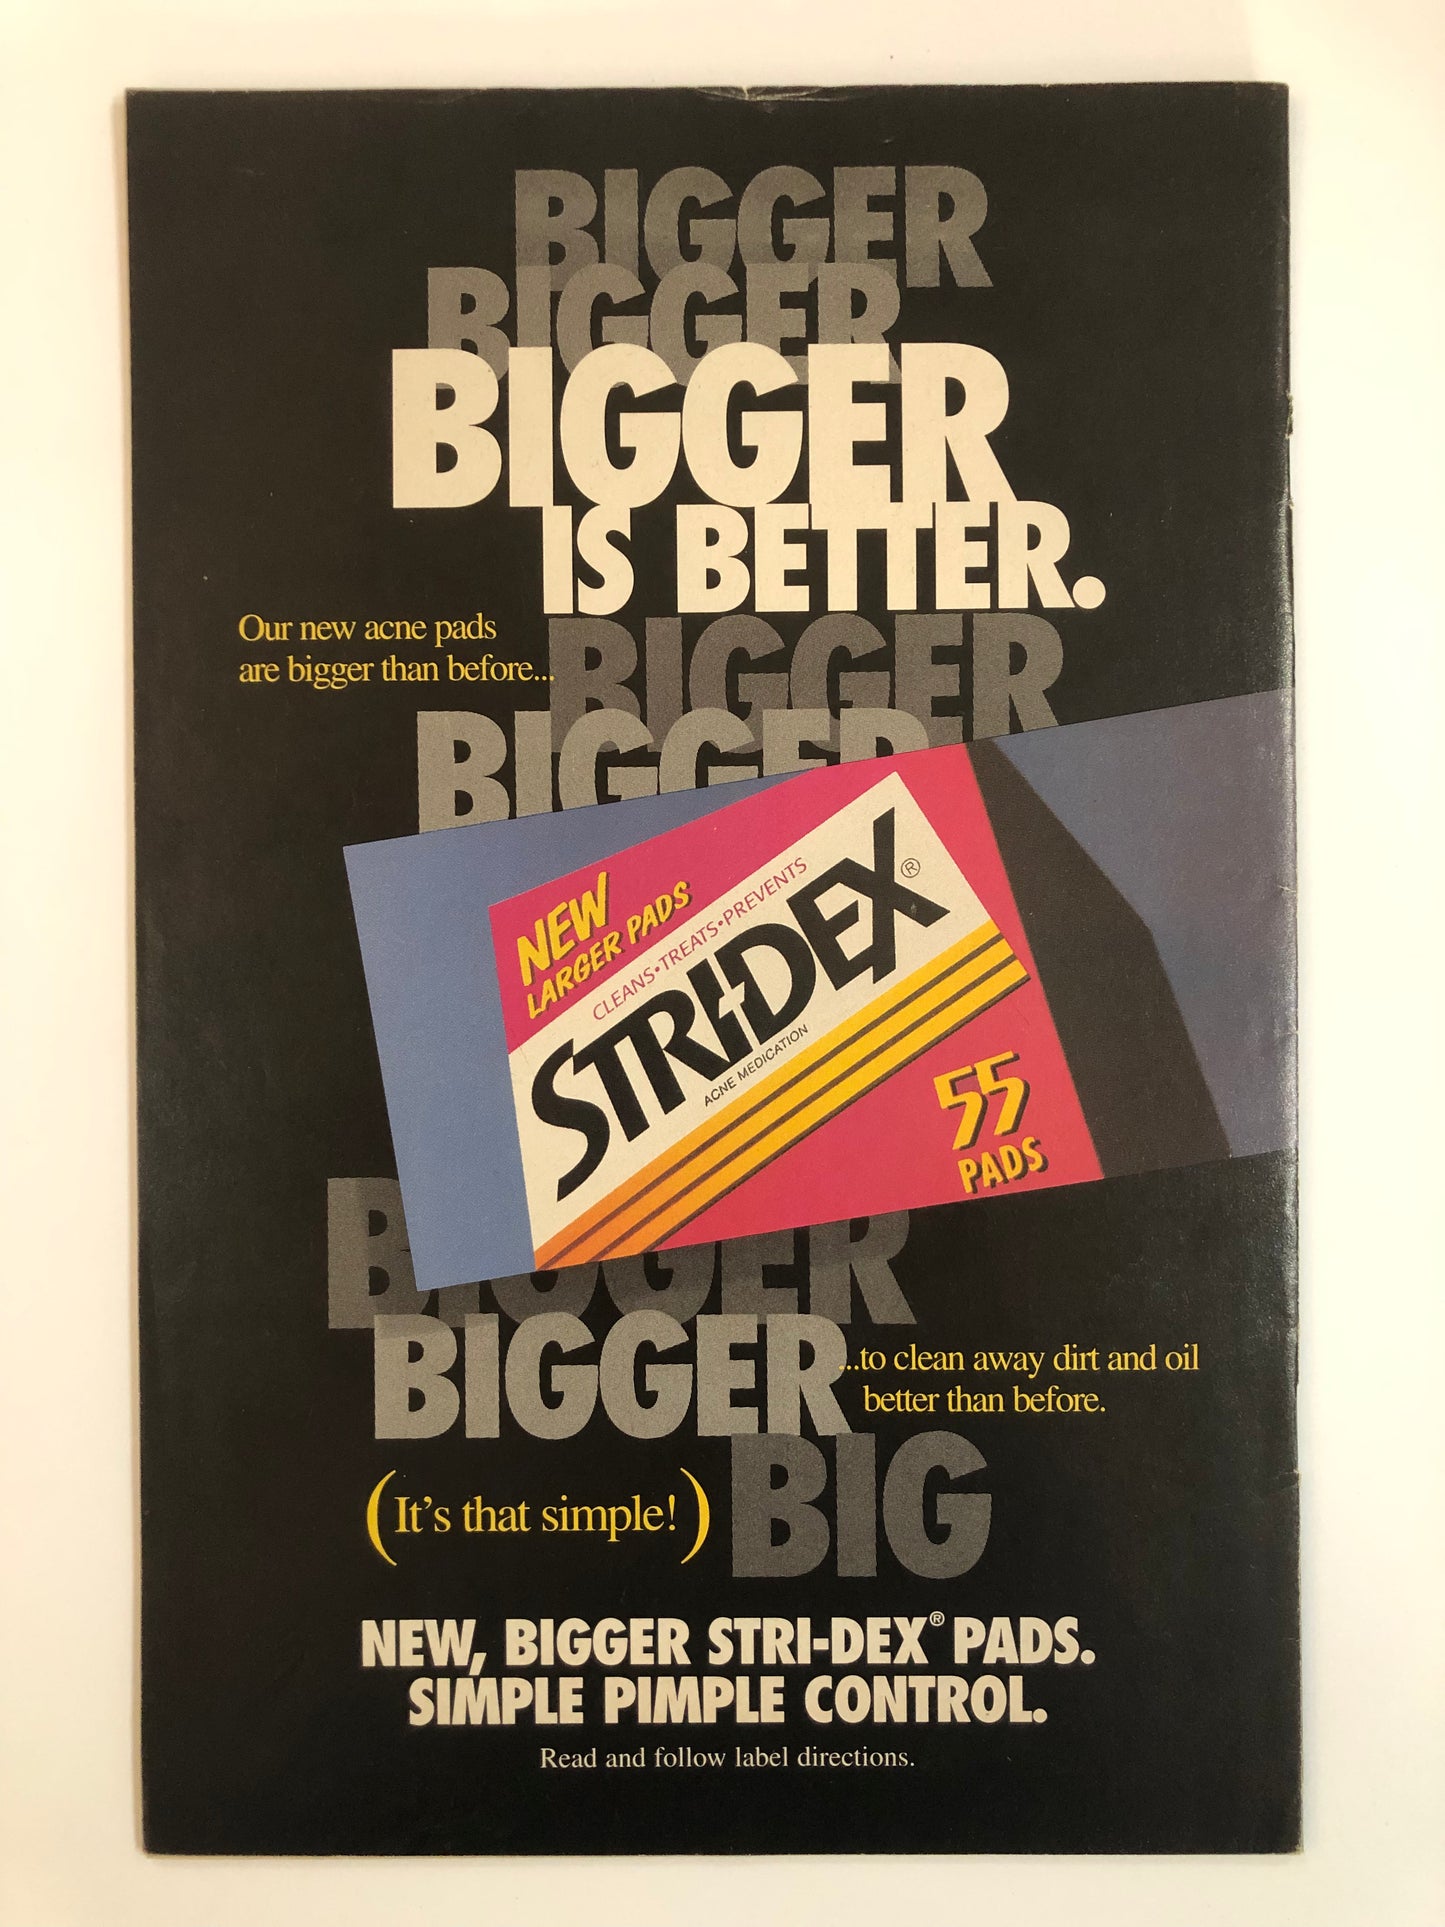 BIGGER
BIGGER
BIGGER
IS BETTER.
Our new acne pads
are bigger than before...
BIGGER
BIGGER
NEW
LARGER PADS
CLEANS•TREATS•PREVENTS
STRI-DEX®
ACNE MEDICATION
55
PADS
BIGGER
BIGGER
...to clean away dirt and oil
better than before.
BIG
(It's that simple!)
NEW, BIGGER STRI-DEX® PADS.
SIMPLE PIMPLE CONTROL.
Read and follow label directions.